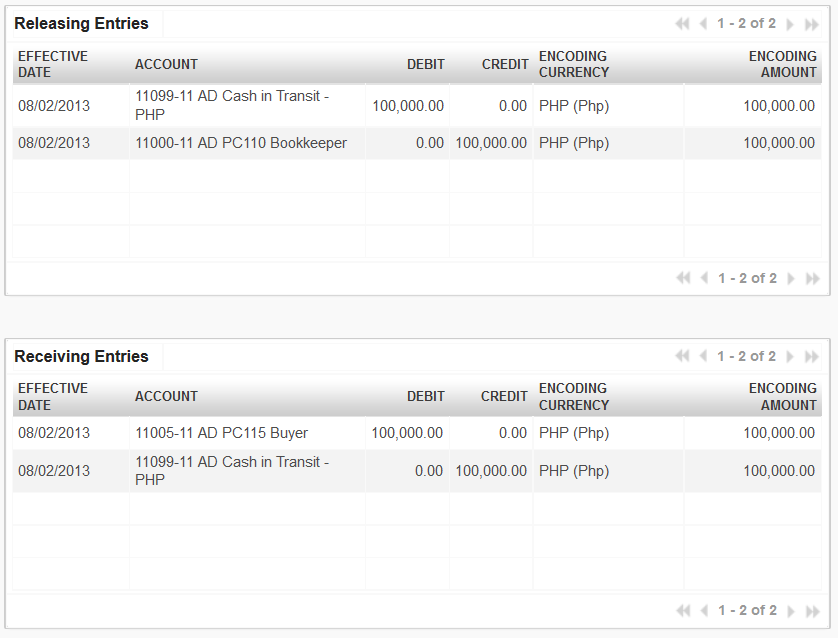 Releasing Entries 1 - 2 of 2
EFFECTIVE DATE ACCOUNT DEBIT CREDIT ENCODING CURRENCY ENCODING AMOUNT
08/02/2013 11099-11 AD Cash in Transit - PHP 100,000.00 0.00 PHP (Php) 100,000.00
08/02/2013 11000-11 AD PC110 Bookkeeper 0.00 100,000.00 PHP (Php) 100,000.00
1 - 2 of 2
Receiving Entries 1 - 2 of 2
EFFECTIVE DATE ACCOUNT DEBIT CREDIT ENCODING CURRENCY ENCODING AMOUNT
08/02/2013 11005-11 AD PC115 Buyer 100,000.00 0.00 PHP (Php) 100,000.00
08/02/2013 11099-11 AD Cash in Transit - PHP 0.00 100,000.00 PHP (Php) 100,000.00
1 - 2 of 2